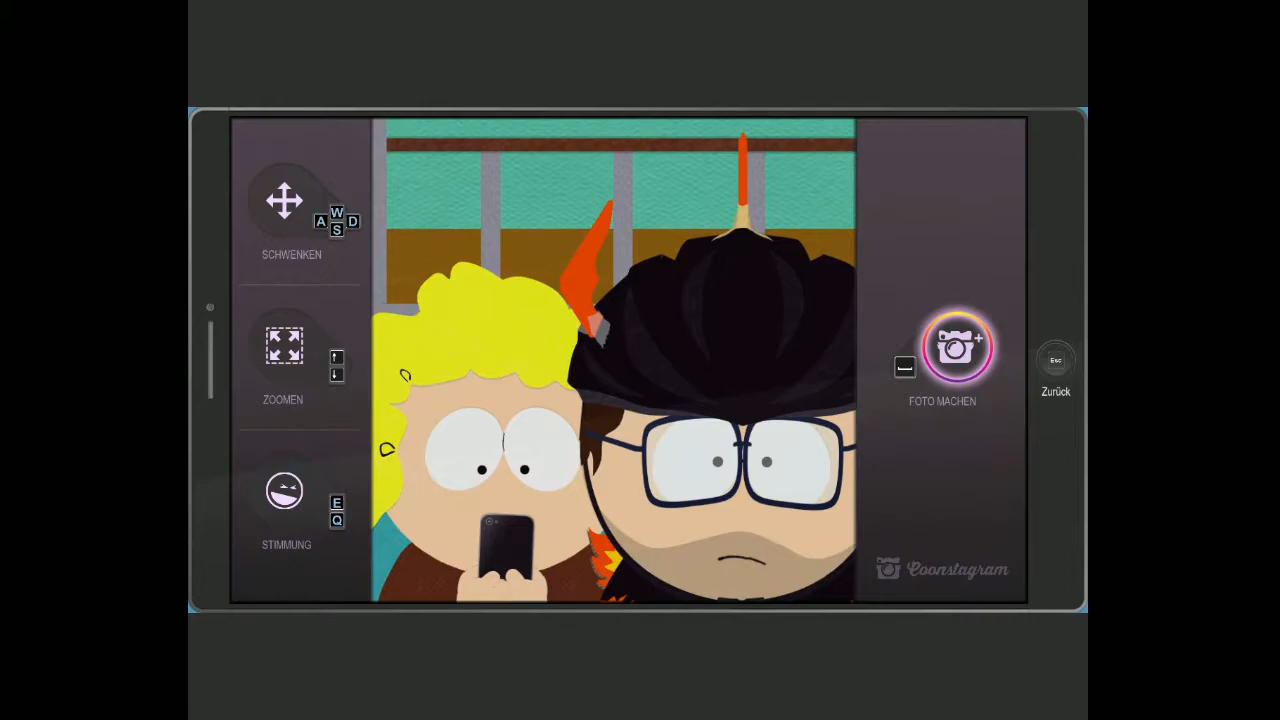 W
A D
S
SCHWENKEN
↑
↓
ZOOMEN
E
Q
STIMMUNG
FOTO MACHEN
Esc
Zurück
Coonstagram